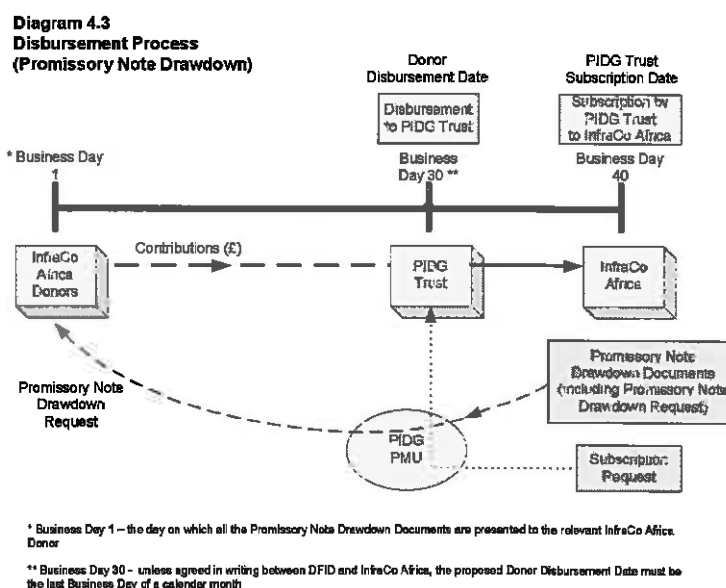 Diagram 4.3
Disbursement Process
(Promissory Note Drawdown)
Donor
Disbursement Date
PIDG Trust
Subscription Date
Disbursement
to PIDG Trust
Subscription by
PIDG Trust
to InfraCo Africa
* Business Day
1
Business
Day 30 **
Business Day
40
InfraCo
Africa
Donors
Contributions (£)
PIDG
Trust
InfraCo
Africa
Promissory Note
Drawdown
Request
Promissory Note
Drawdown Documents
(including Promissory Note
Drawdown Request)
PIDG
PMU
Subscription
Request
* Business Day 1 – the day on which all the Promissory Note Drawdown Documents are presented to the relevant InfraCo Africa
Donor
** Business Day 30 – unless agreed in writing between DFID and InfraCo Africa, the proposed Donor Disbursement Date must be
the last Business Day of a calender month